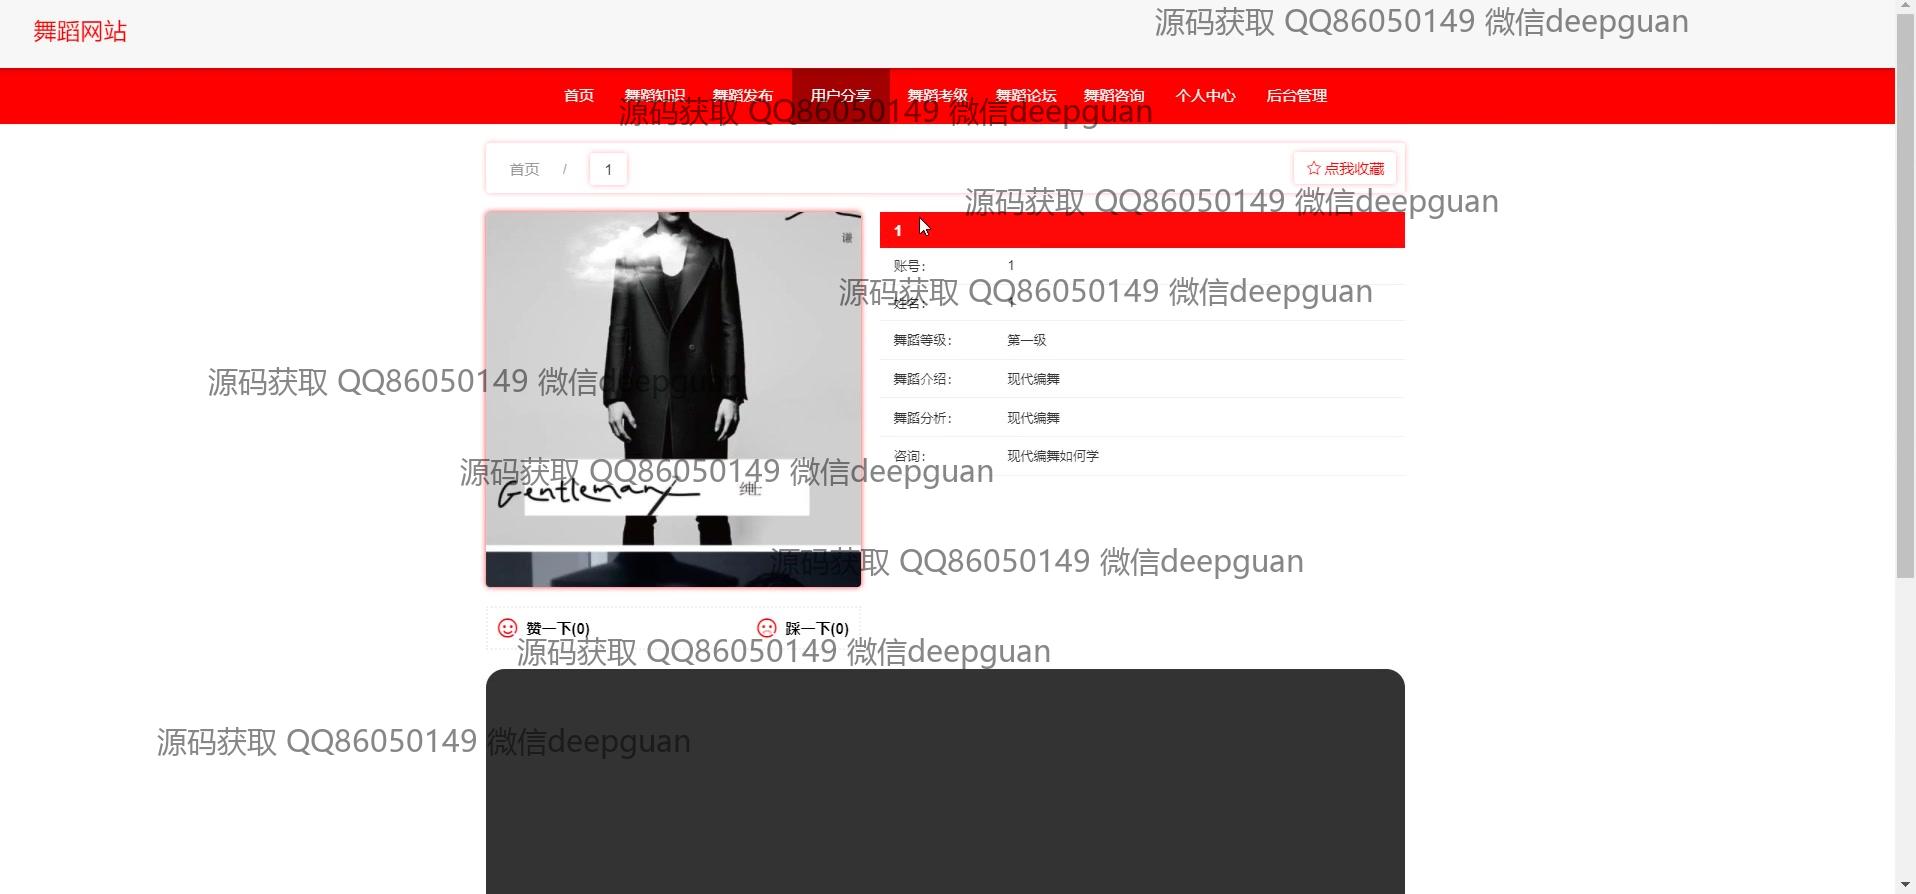 舞蹈网站
源码获取 QQ86050149 微信deepguan
首页 舞蹈知识 舞蹈发布 用户分享 舞蹈考级 舞蹈论坛 舞蹈咨询 个人中心 后台管理
源码获取 QQ86050149 微信deepguan
首页 / 1
☆ 点我收藏
源码获取 QQ86050149 微信deepguan
谦
1
账号： 1
源码获取 QQ86050149 微信deepguan
姓名： 1
舞蹈等级： 第一级
舞蹈介绍： 现代编舞
源码获取 QQ86050149 微信deepguan
舞蹈分析： 现代编舞
咨询： 现代编舞如何学
源码获取 QQ86050149 微信deepguan
Gentleman 绅士
源码获取 QQ86050149 微信deepguan
赞一下(0) 踩一下(0)
源码获取 QQ86050149 微信deepguan
源码获取 QQ86050149 微信deepguan